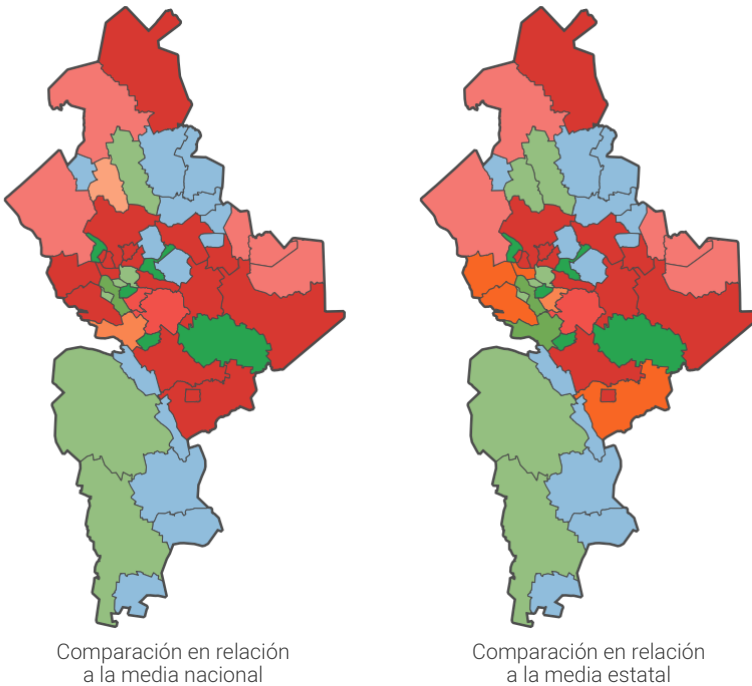 Comparación en relación
a la media nacional
Comparación en relación
a la media estatal